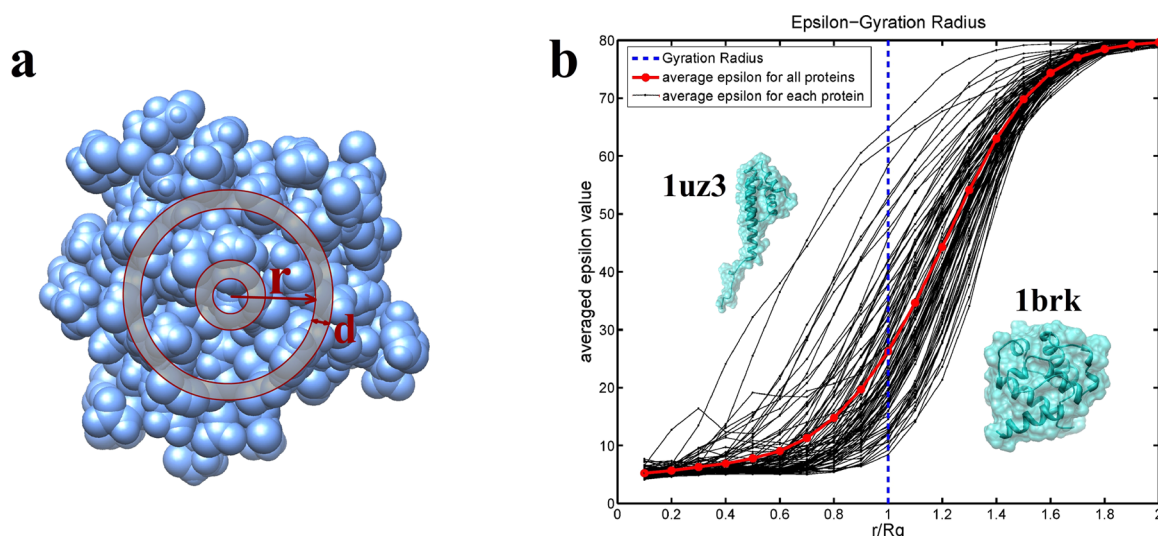 a
r
d
b
Epsilon−Gyration Radius
Gyration Radius
average epsilon for all proteins
average epsilon for each protein
1uz3
1brk
averaged epsilon value
80
70
60
50
40
30
20
10
0
0 0.2 0.4 0.6 0.8 1 1.2 1.4 1.6 1.8 2
r/Rg